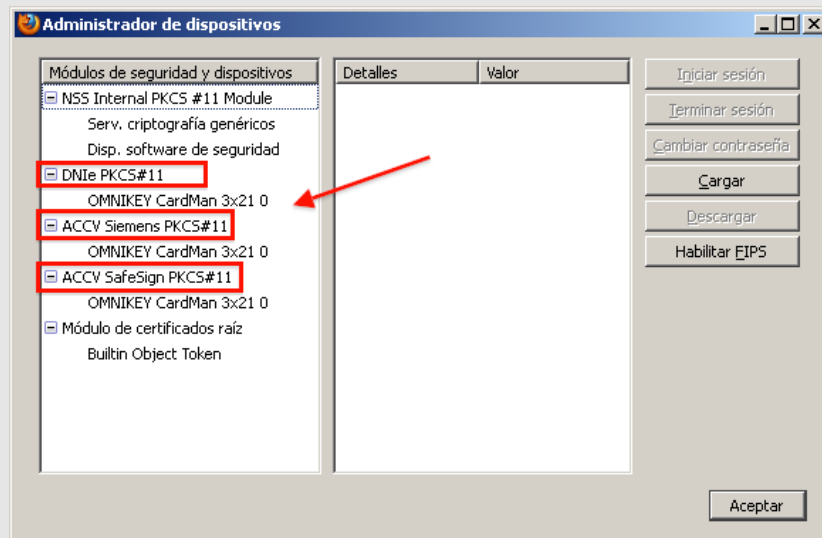 Administrador de dispositivos
Módulos de seguridad y dispositivos
NSS Internal PKCS #11 Module
Serv. criptografía genéricos
Disp. software de seguridad
DNIe PKCS#11
OMNIKEY CardMan 3x21 0
ACCV Siemens PKCS#11
OMNIKEY CardMan 3x21 0
ACCV SafeSign PKCS#11
OMNIKEY CardMan 3x21 0
Módulo de certificados raíz
Builtin Object Token
Detalles Valor
Iniciar sesión
Terminar sesión
Cambiar contraseña
Cargar
Descargar
Habilitar FIPS
Aceptar